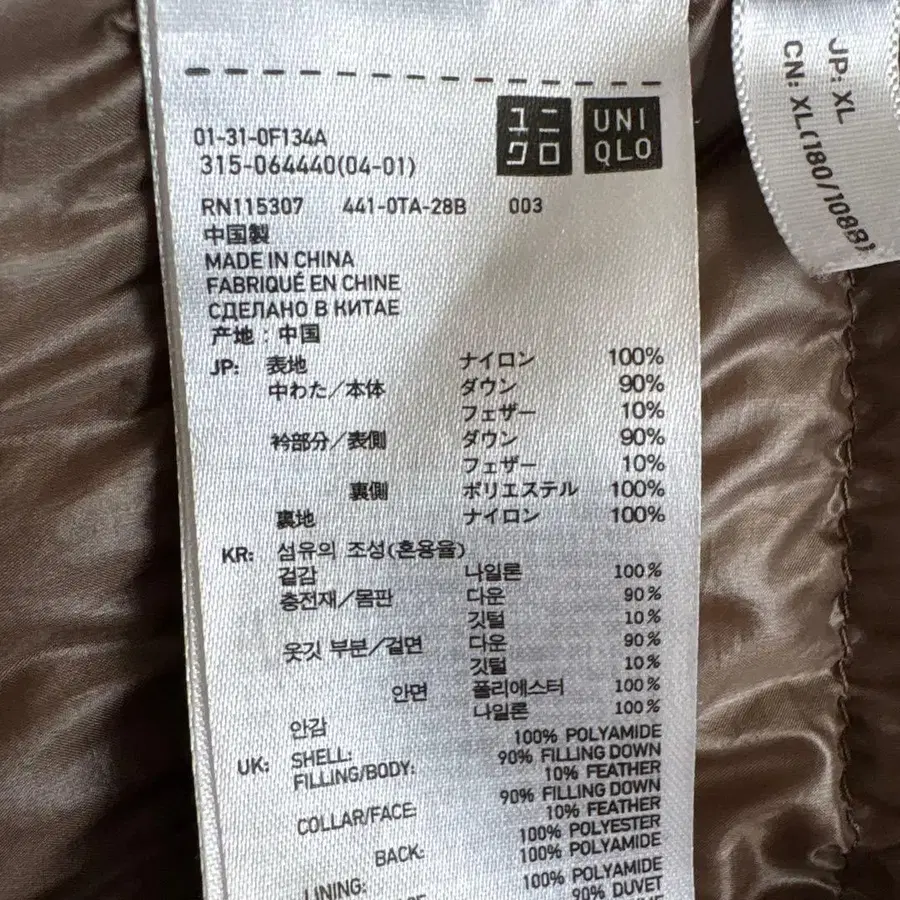 01-31-0F134A
315-064440(04-01)
ユニ
クロ
UNI
QLO
RN115307 441-0TA-28B 003
中国製
MADE IN CHINA
FABRIQUÉ EN CHINE
СДЕЛАНО В КИТАЕ
产地：中国
JP: 表地 ナイロン 100%
中わた／本体 ダウン 90%
フェザー 10%
衿部分／表側 ダウン 90%
フェザー 10%
裏側 ポリエステル 100%
裏地 ナイロン 100%
KR: 섬유의 조성(혼용율)
겉감 나일론 100%
충전재/몸판 다운 90%
깃털 10%
옷깃 부분/겉면 다운 90%
깃털 10%
안면 폴리에스터 100%
안감 나일론 100%
UK: SHELL: 100% POLYAMIDE
FILLING/BODY: 90% FILLING DOWN
10% FEATHER
COLLAR/FACE: 90% FILLING DOWN
10% FEATHER
BACK: 100% POLYESTER
100% POLYAMIDE
LINING: 100% POLYAMIDE
90% DUVET
JP: XL
CN: XL(180/108B)